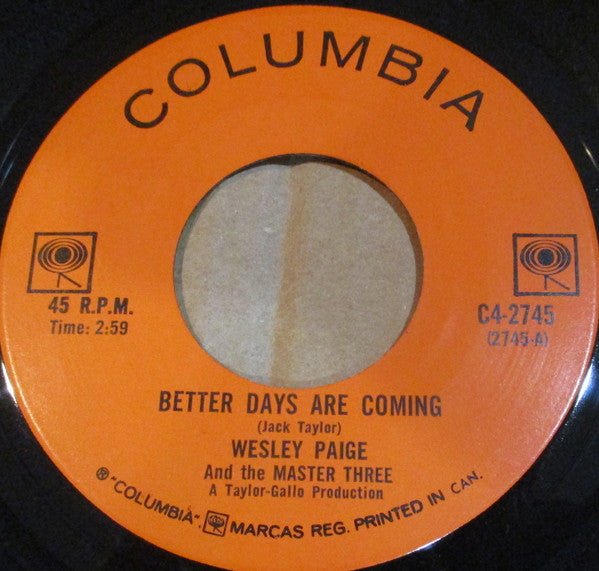 COLUMBIA
45 R.P.M.
Time: 2:59
C4-2745
(2745-A)
BETTER DAYS ARE COMING
(Jack Taylor)
WESLEY PAIGE
And the MASTER THREE
A Taylor-Gallo Production
® "COLUMBIA", MARCAS REG. PRINTED IN CAN.